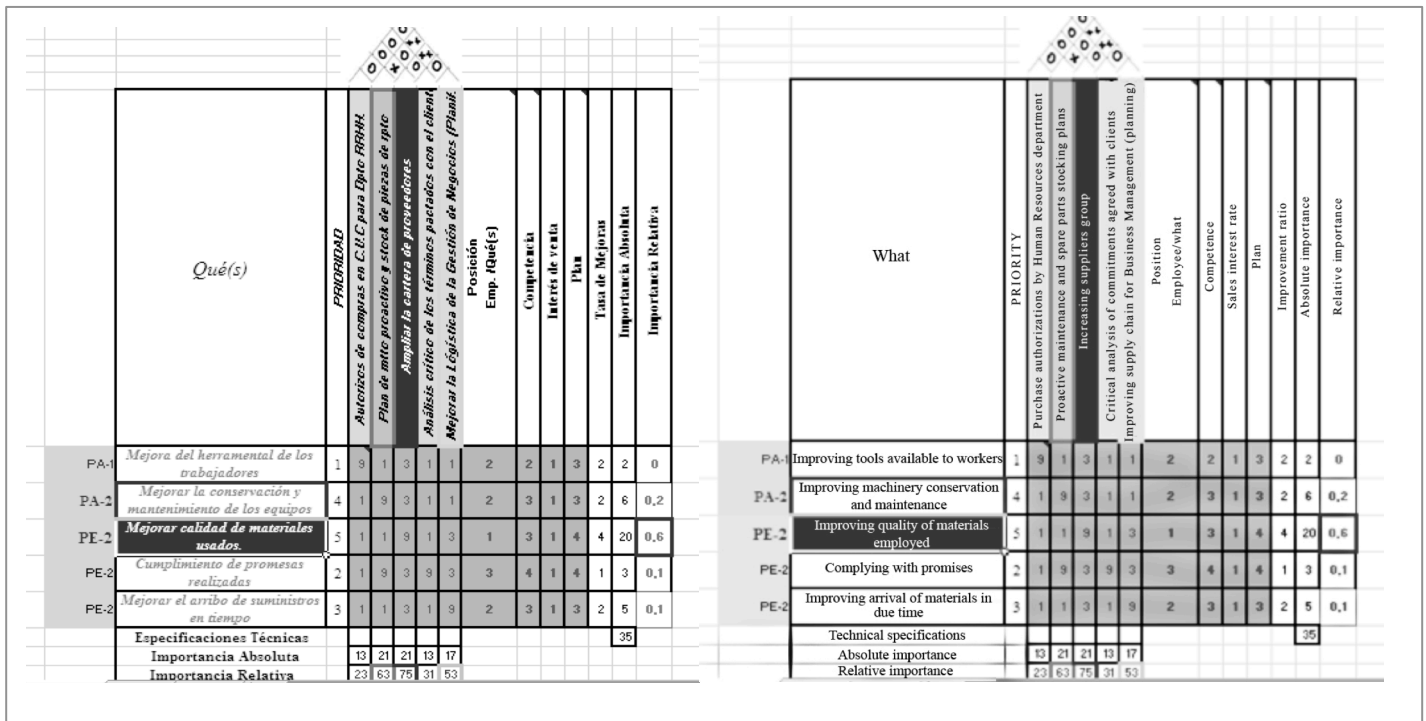 Qué(s)
PRIORIDAD
Autorizos de compras en C.U.C para Dpto RRHH.
Plan de mtto proactivo y stock de piezas de rpto
Ampliar la cartera de proveedores
Análisis crítico de los términos pactados con el client
Mejorar la Lógística de la Gestión de Negocios (Planif.
Posición
Emp. /Qué(s)
Competencia
Interés de venta
Plan
Tasa de Mejoras
Importancia Absoluta
Importancia Relativa
PA-1 Mejora del herramental de los trabajadores 1 9 1 3 1 1 2 2 1 3 2 2 0
PA-2 Mejorar la conservación y mantenimiento de los equipos 4 1 9 3 1 1 2 3 1 3 2 6 0,2
PE-2 Mejorar calidad de materiales usados. 5 1 1 9 1 3 1 3 1 4 4 20 0,6
PE-2 Cumplimiento de promesas realizadas 2 1 9 3 9 3 3 4 1 4 1 3 0,1
PE-2 Mejorar el arribo de suministros en tiempo 3 1 1 3 1 9 2 3 1 3 2 5 0,1
Especificaciones Técnicas 35
Importancia Absoluta 13 21 21 13 17
Importancia Relativa 23 63 75 31 53
What
PRIORITY
Purchase authorizations by Human Resources department
Proactive maintenance and spare parts stocking plans
Increasing suppliers group
Critical analysis of commitments agreed with clients
Improving supply chain for Business Management (planning)
Position
Employee/what
Competence
Sales interest rate
Plan
Improvement ratio
Absolute importance
Relative importance
PA-1 Improving tools available to workers 1 9 1 3 1 1 2 2 1 3 2 2 0
PA-2 Improving machinery conservation and maintenance 4 1 9 3 1 1 2 3 1 3 2 6 0,2
PE-2 Improving quality of materials employed 5 1 1 9 1 3 1 3 1 4 4 20 0,6
PE-2 Complying with promises 2 1 9 3 9 3 3 4 1 4 1 3 0,1
PE-2 Improving arrival of materials in due time 3 1 1 3 1 9 2 3 1 3 2 5 0,1
Technical specifications 35
Absolute importance 13 21 21 13 17
Relative importance 23 63 75 31 53